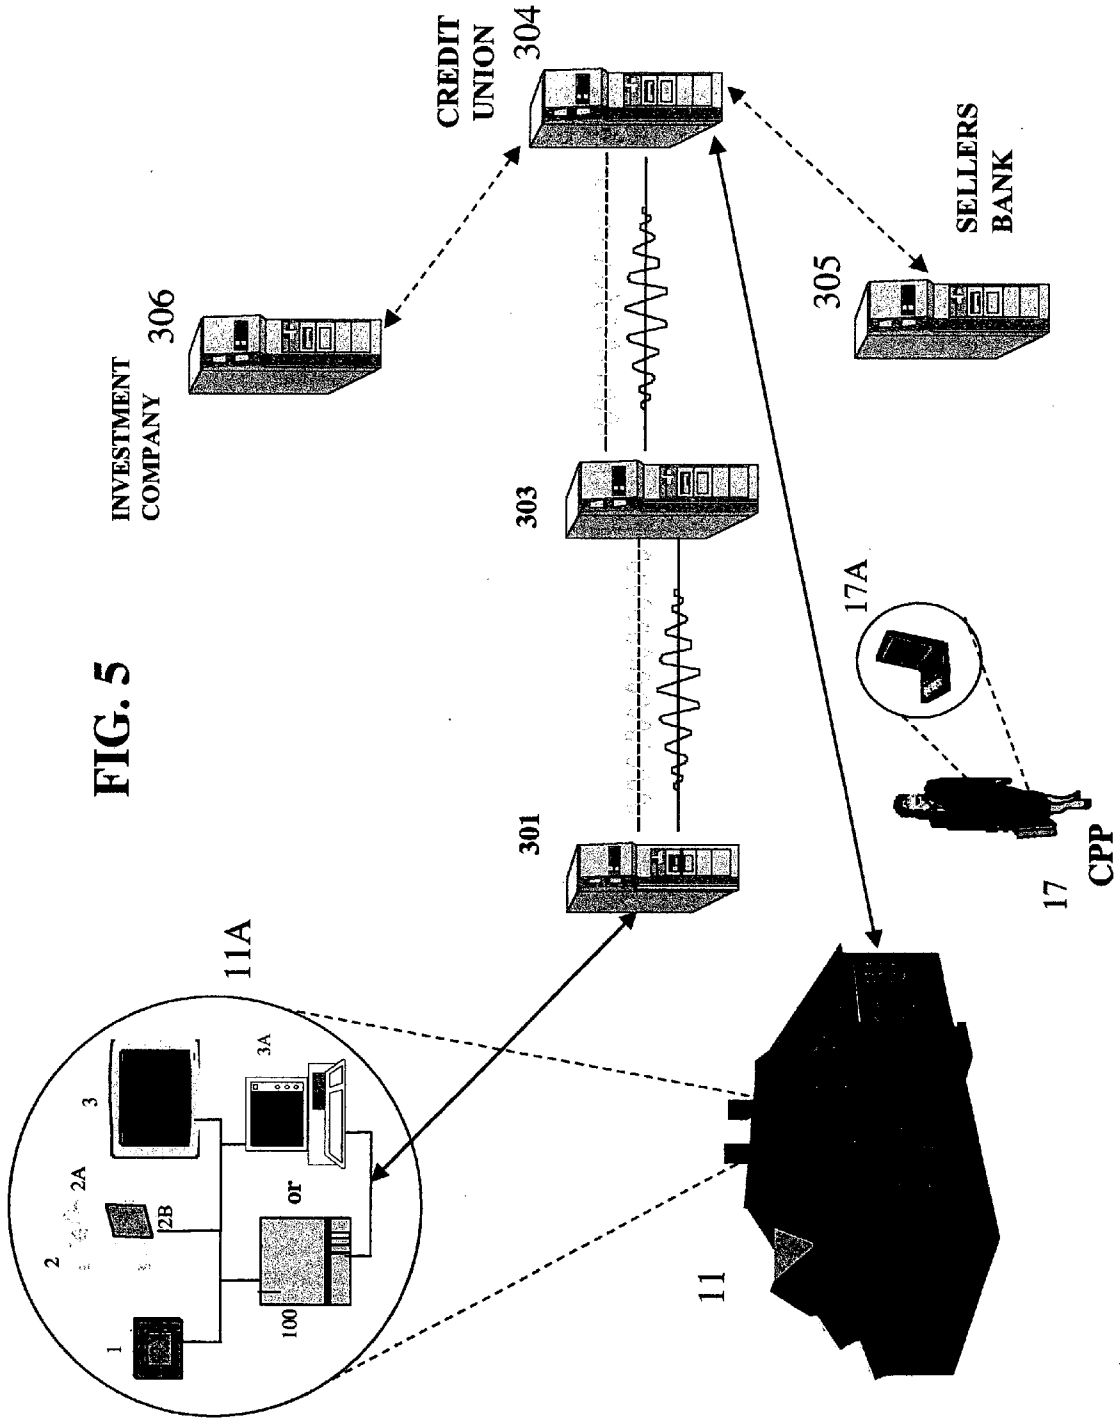 FIG. 5
INVESTMENT
COMPANY
306
CREDIT
UNION
304
11A
1
2
2A
2B
3
3A
100
or
301
303
305
SELLERS
BANK
11
17A
17
CPP